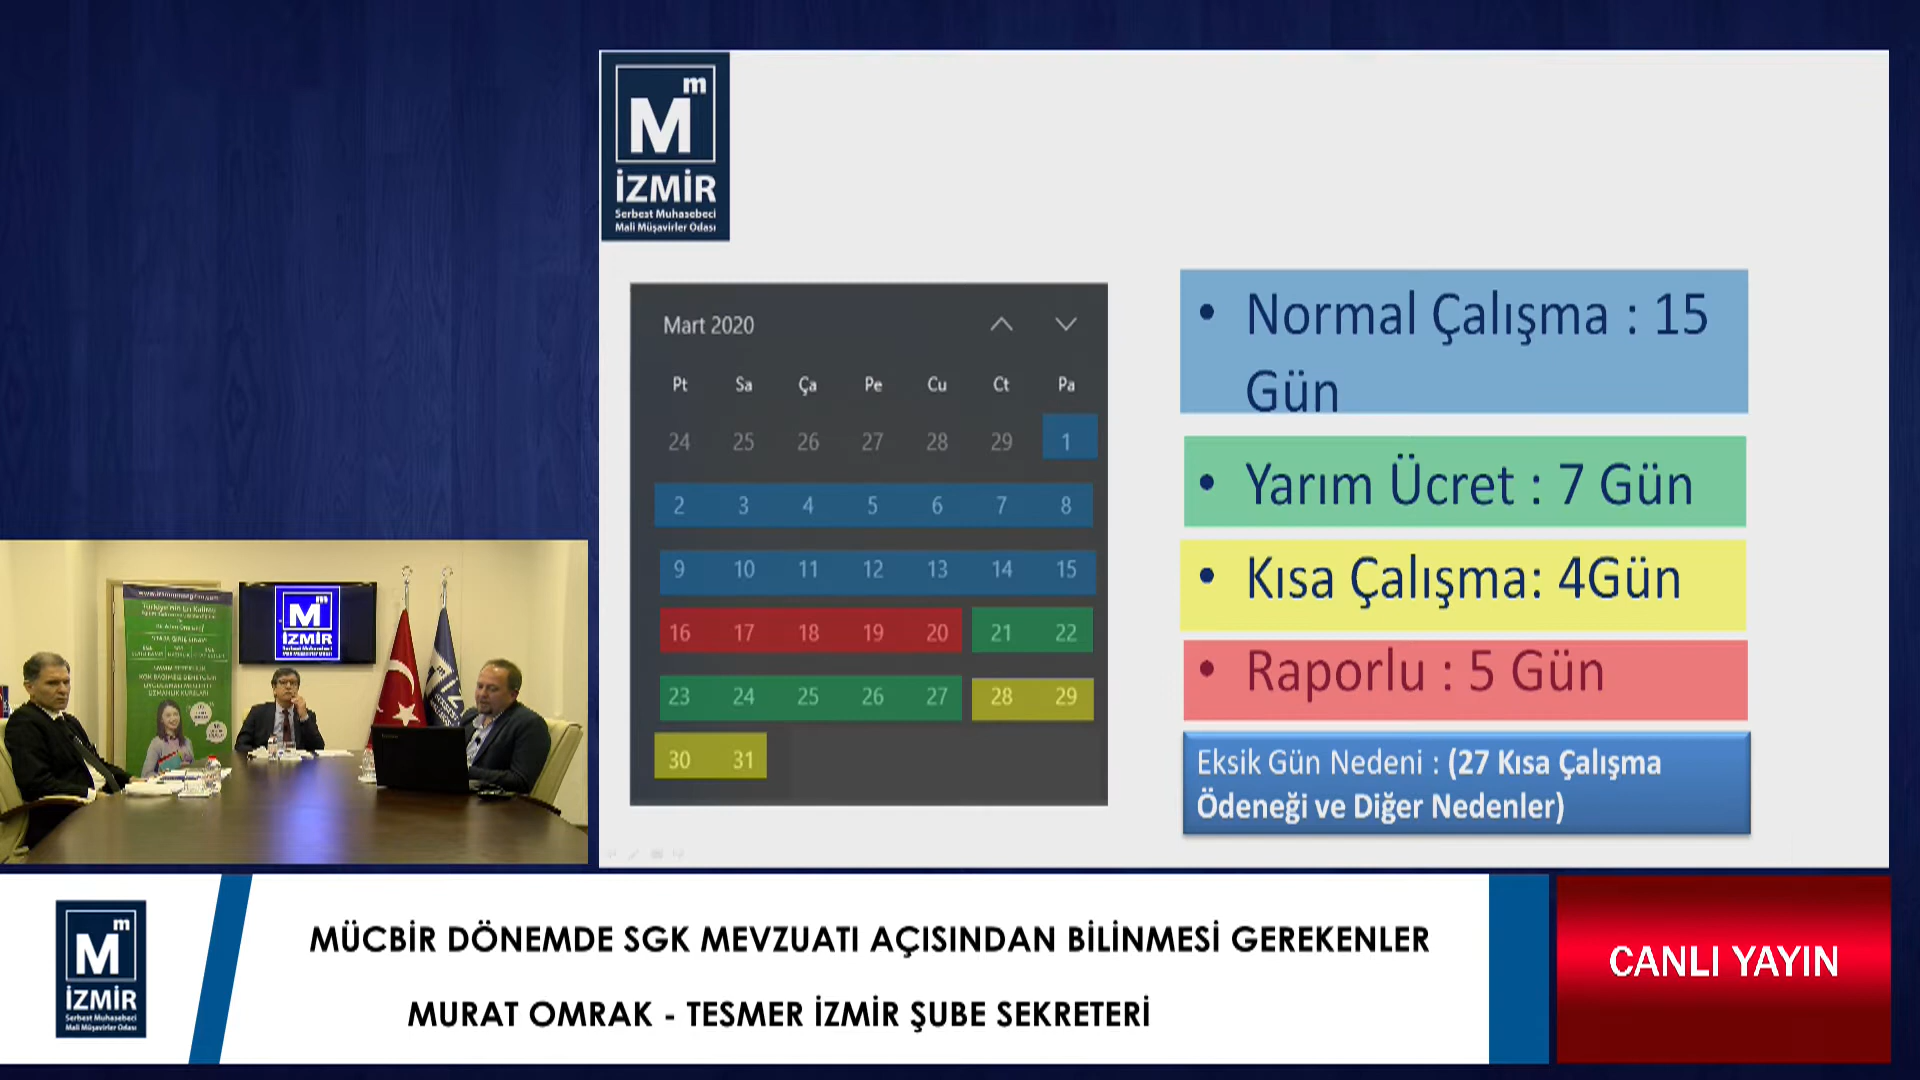 m
M
İZMİR
Serbest Muhasebeci
Mali Müşavirler Odası
Mart 2020
Pt Sa Ça Pe Cu Ct Pa
24 25 26 27 28 29 1
2 3 4 5 6 7 8
9 10 11 12 13 14 15
16 17 18 19 20 21 22
23 24 25 26 27 28 29
30 31
• Normal Çalışma : 15
Gün
• Yarım Ücret : 7 Gün
• Kısa Çalışma: 4Gün
• Raporlu : 5 Gün
Eksik Gün Nedeni : (27 Kısa Çalışma
Ödeneği ve Diğer Nedenler)
Türkiye'nin En Kaliteli
m
M
İZMİR
m
M
İZMİR
Serbest Muhasebeci
Mali Müşavirler Odası
MÜCBİR DÖNEMDE SGK MEVZUATI AÇISINDAN BİLİNMESİ GEREKENLER
MURAT OMRAK - TESMER İZMİR ŞUBE SEKRETERİ
CANLI YAYIN